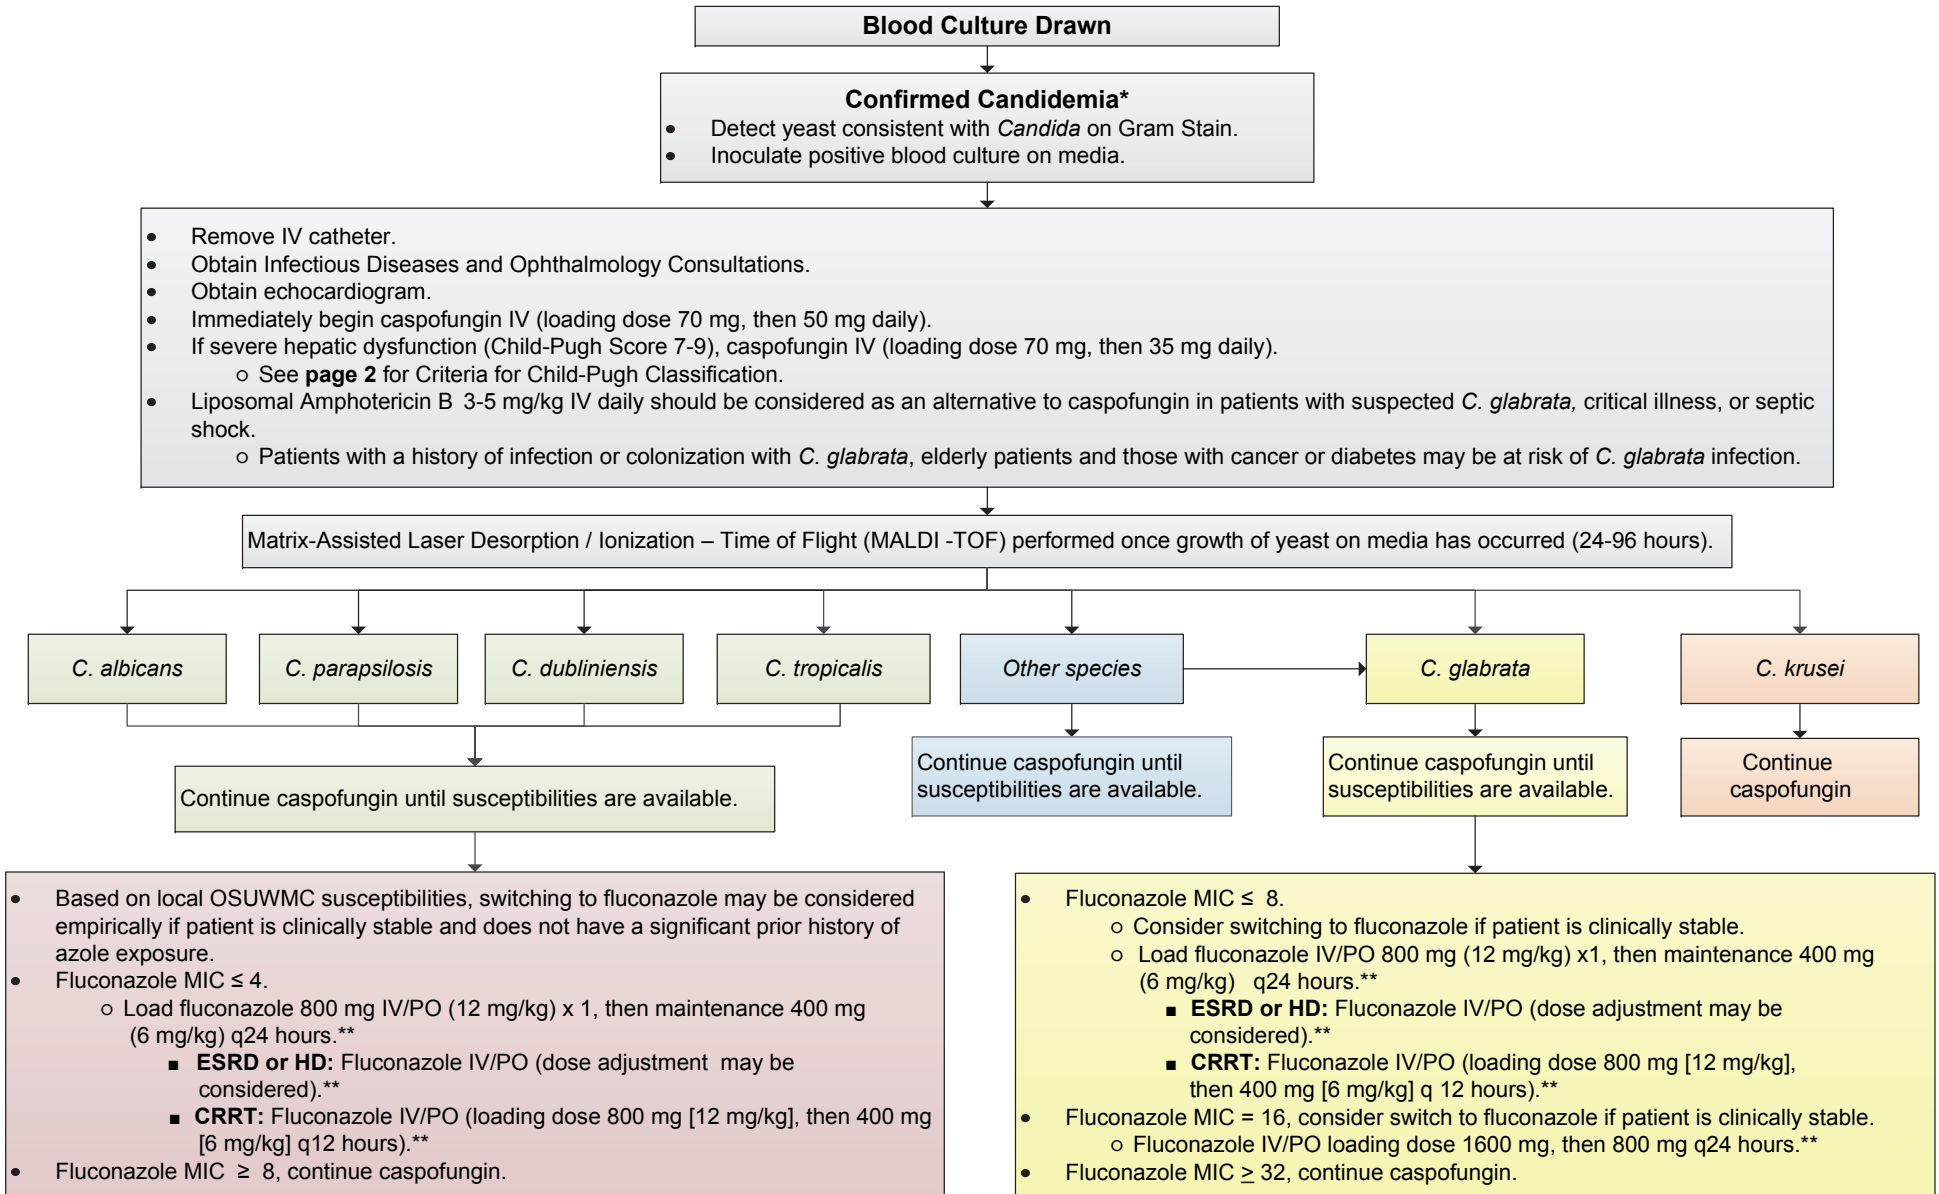 Blood Culture Drawn
Confirmed Candidemia*
• Detect yeast consistent with Candida on Gram Stain.
• Inoculate positive blood culture on media.
• Remove IV catheter.
• Obtain Infectious Diseases and Ophthalmology Consultations.
• Obtain echocardiogram.
• Immediately begin caspofungin IV (loading dose 70 mg, then 50 mg daily).
• If severe hepatic dysfunction (Child-Pugh Score 7-9), caspofungin IV (loading dose 70 mg, then 35 mg daily).
o See page 2 for Criteria for Child-Pugh Classification.
• Liposomal Amphotericin B 3-5 mg/kg IV daily should be considered as an alternative to caspofungin in patients with suspected C. glabrata, critical illness, or septic
shock.
o Patients with a history of infection or colonization with C. glabrata, elderly patients and those with cancer or diabetes may be at risk of C. glabrata infection.
Matrix-Assisted Laser Desorption / Ionization – Time of Flight (MALDI -TOF) performed once growth of yeast on media has occurred (24-96 hours).
C. albicans
C. parapsilosis
C. dubliniensis
C. tropicalis
Other species
C. glabrata
C. krusei
Continue caspofungin until susceptibilities are available.
Continue caspofungin until
susceptibilities are available.
Continue caspofungin until
susceptibilities are available.
Continue
caspofungin
• Based on local OSUWMC susceptibilities, switching to fluconazole may be considered
empirically if patient is clinically stable and does not have a significant prior history of
azole exposure.
• Fluconazole MIC ≤ 4.
o Load fluconazole 800 mg IV/PO (12 mg/kg) x 1, then maintenance 400 mg
(6 mg/kg) q24 hours.**
■ ESRD or HD: Fluconazole IV/PO (dose adjustment may be
considered).**
■ CRRT: Fluconazole IV/PO (loading dose 800 mg [12 mg/kg], then 400 mg
[6 mg/kg] q12 hours).**
• Fluconazole MIC ≥ 8, continue caspofungin.
• Fluconazole MIC ≤ 8.
o Consider switching to fluconazole if patient is clinically stable.
o Load fluconazole IV/PO 800 mg (12 mg/kg) x1, then maintenance 400 mg
(6 mg/kg) q24 hours.**
■ ESRD or HD: Fluconazole IV/PO (dose adjustment may be
considered).**
■ CRRT: Fluconazole IV/PO (loading dose 800 mg [12 mg/kg],
then 400 mg [6 mg/kg] q 12 hours).**
• Fluconazole MIC = 16, consider switch to fluconazole if patient is clinically stable.
o Fluconazole IV/PO loading dose 1600 mg, then 800 mg q24 hours.**
• Fluconazole MIC ≥ 32, continue caspofungin.